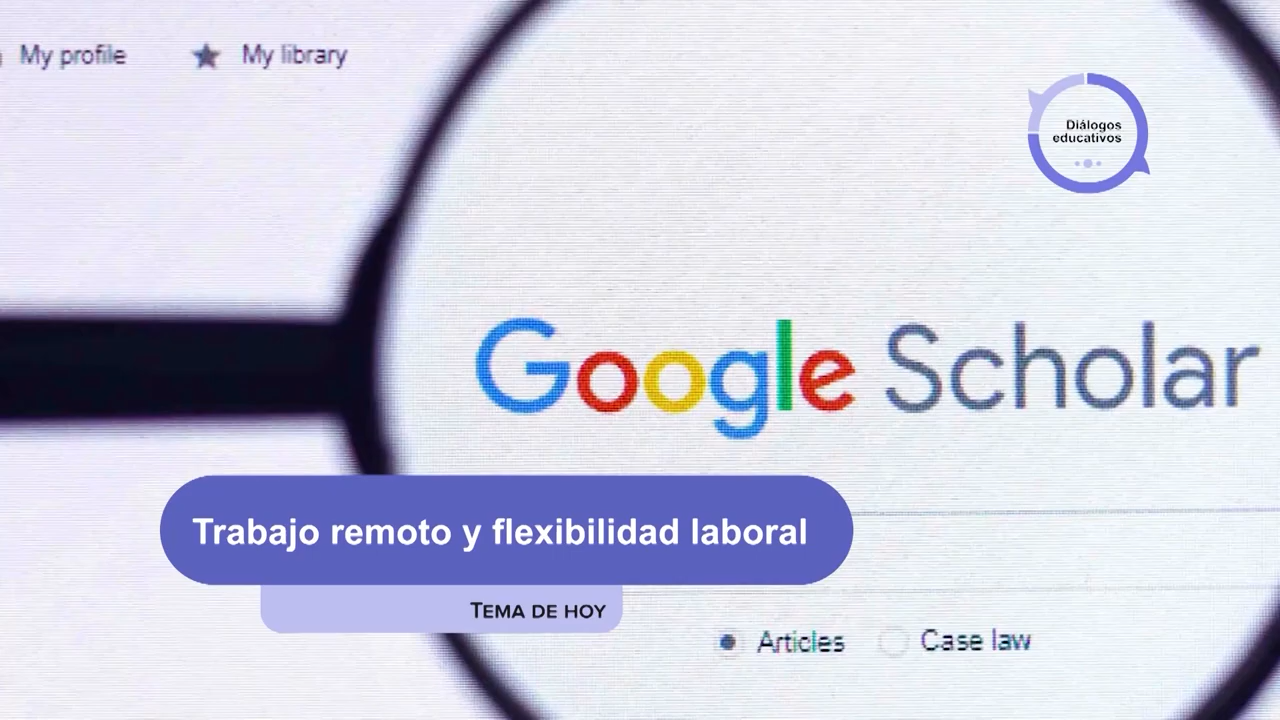 My profile
My library
Diálogos
educativos
Google Scholar
Trabajo remoto y flexibilidad laboral
TEMA DE HOY
Articles
Case law